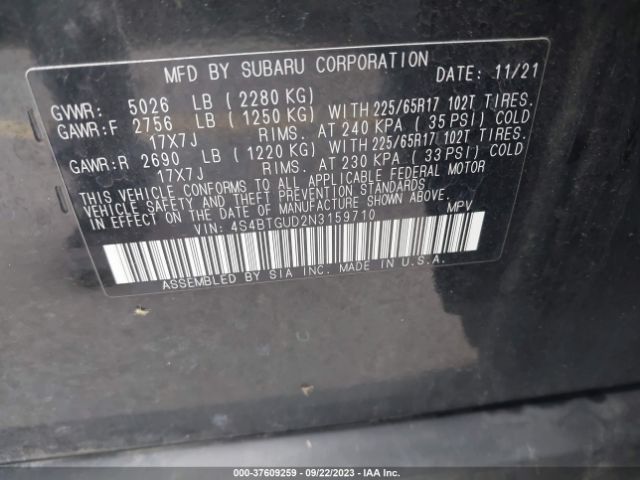 MFD BY SUBARU CORPORATION DATE: 11/21
GVWR: 5026 LB (2280 KG)
GAWR:F 2756 LB (1250 KG) WITH 225/65R17 102T TIRES.
17X7J RIMS. AT 240 KPA (35 PSI) COLD
GAWR:R 2690 LB (1220 KG) WITH 225/65R17 102T TIRES.
17X7J RIMS. AT 230 KPA (33 PSI) COLD
THIS VEHICLE CONFORMS TO ALL APPLICABLE FEDERAL MOTOR
VEHICLE SAFETY AND THEFT PREVENTION STANDARDS
IN EFFECT ON THE DATE OF MANUFACTURE SHOWN ABOVE.
VIN: 4S4BTGUD2N3159710 MPV
ASSEMBLED BY SIA INC. MADE IN U.S.A.
000-37609259 - 09/22/2023 - IAA Inc.